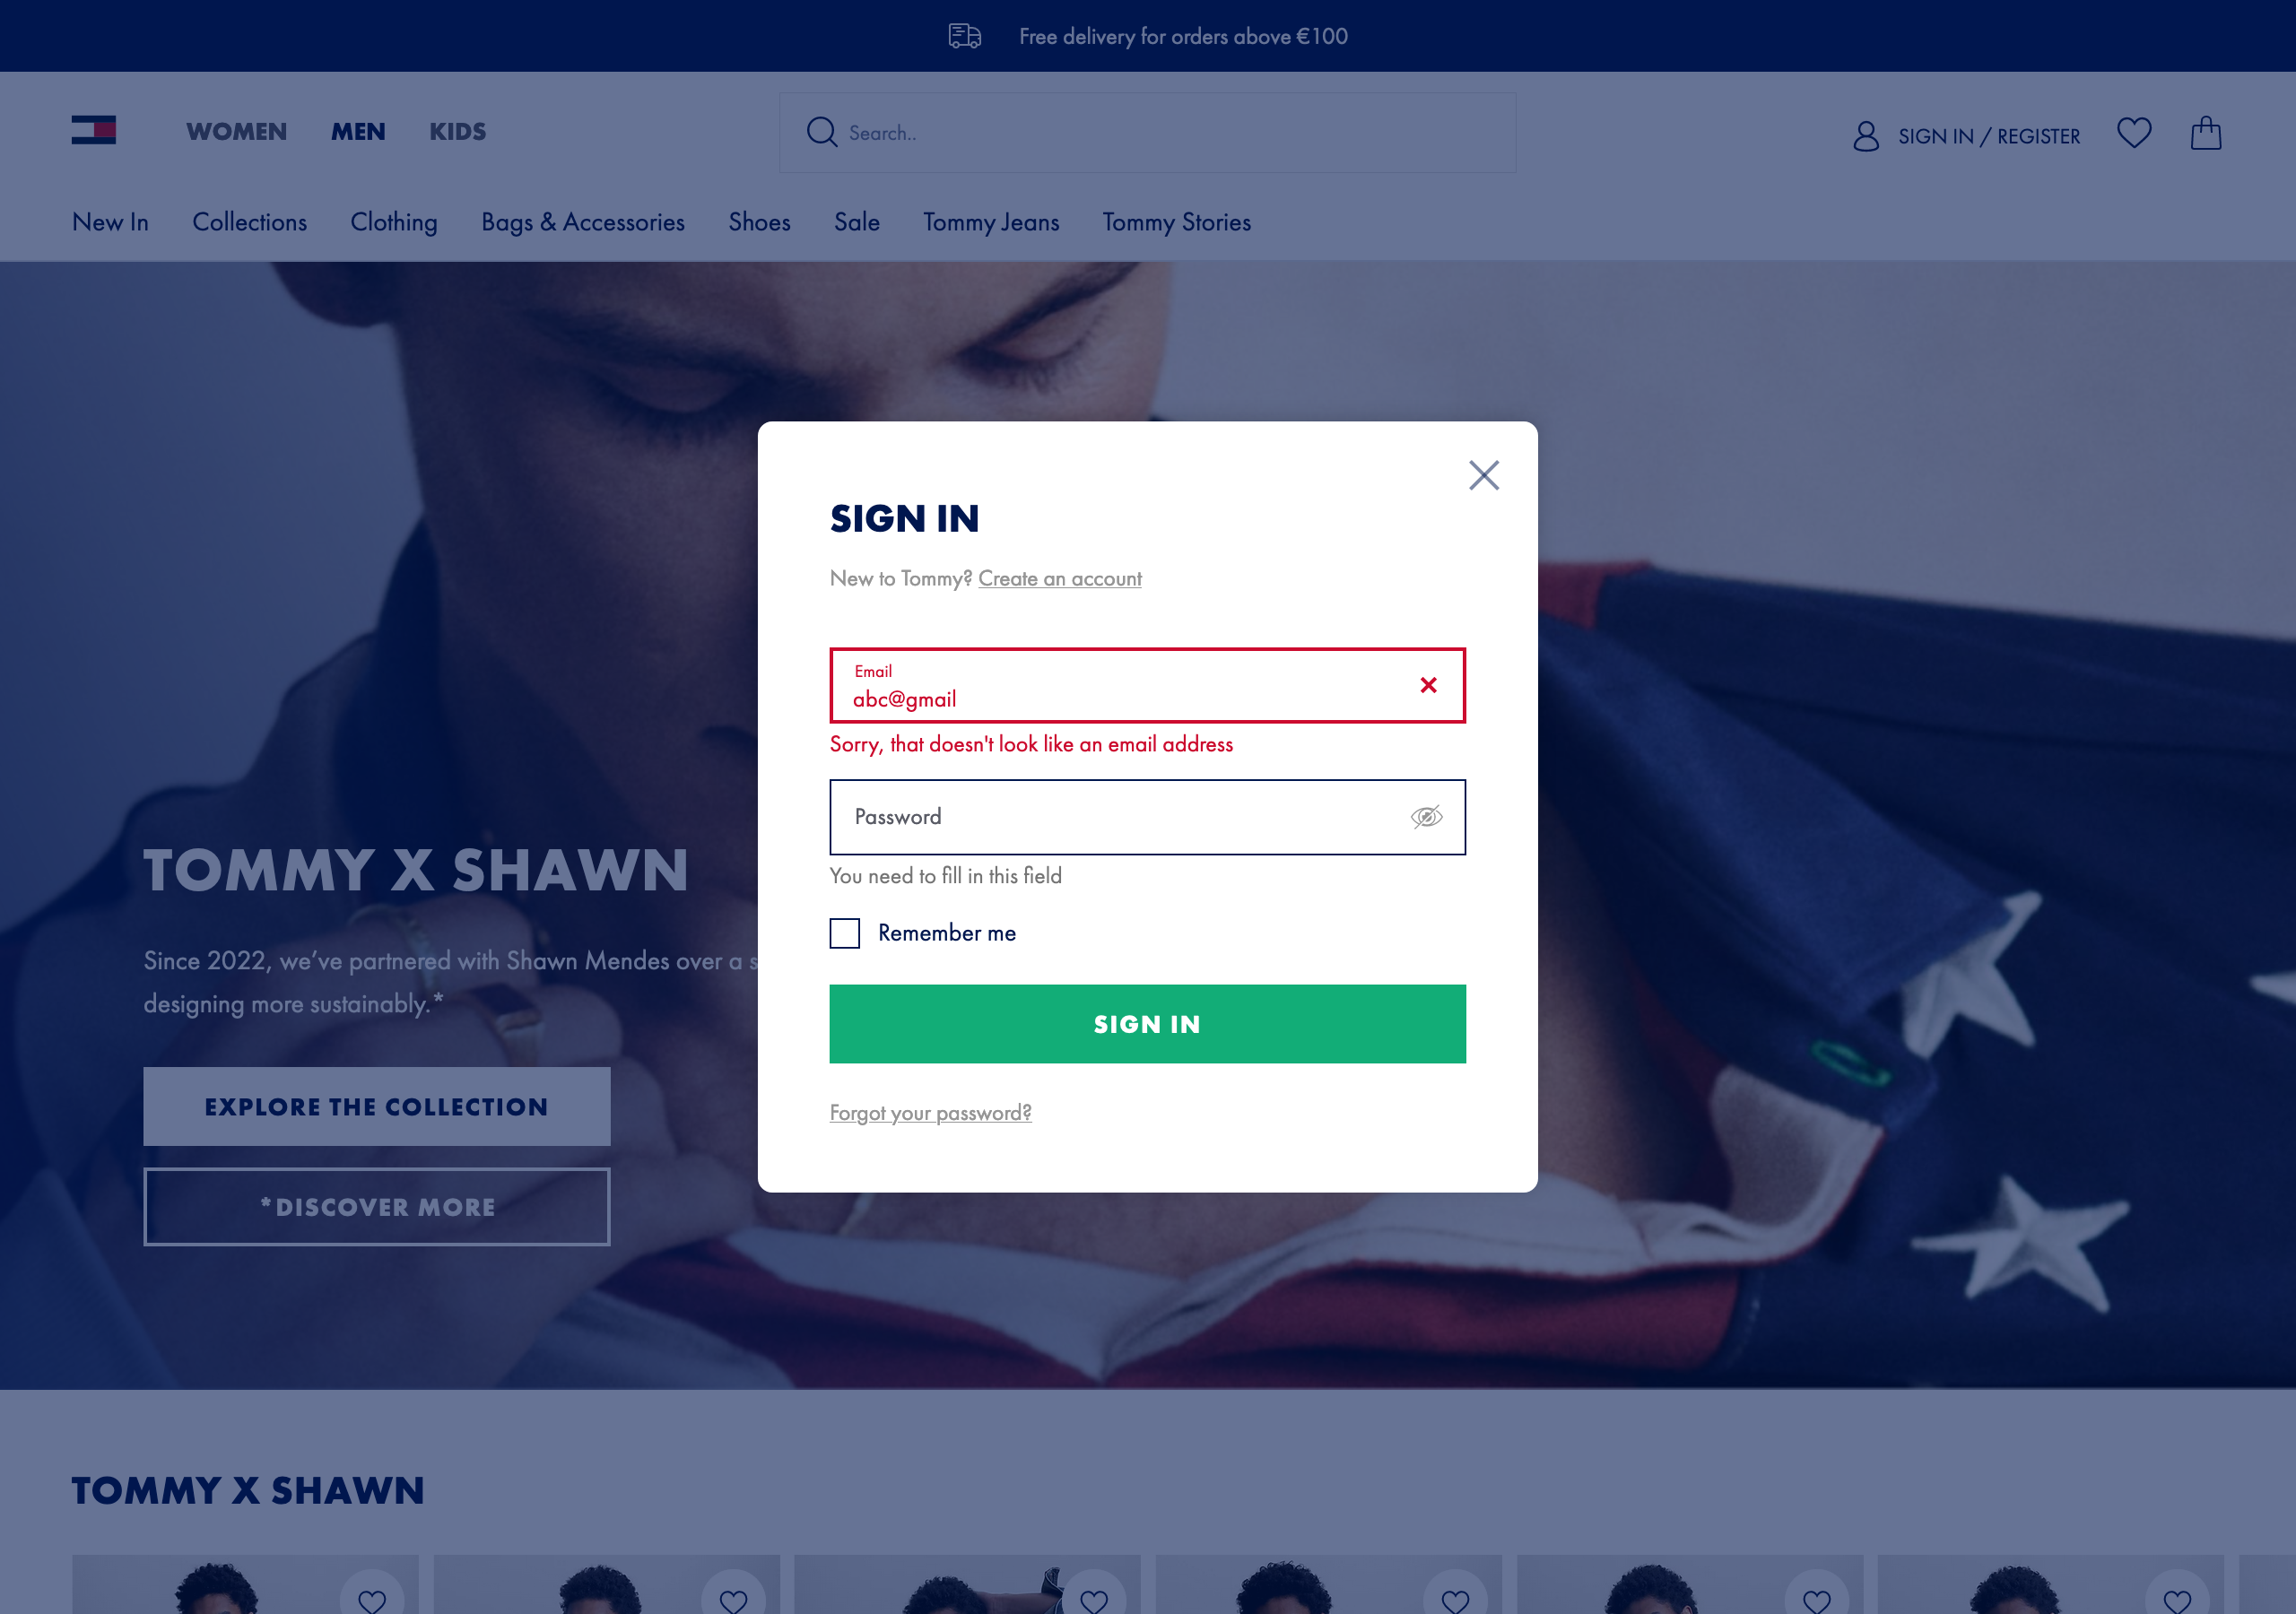 Free delivery for orders above €100
WOMEN MEN KIDS
Search..
SIGN IN / REGISTER
New In Collections Clothing Bags & Accessories Shoes Sale Tommy Jeans Tommy Stories
SIGN IN
New to Tommy? Create an account
Email
abc@gmail
Sorry, that doesn't look like an email address
Password
You need to fill in this field
Remember me
SIGN IN
Forgot your password?
TOMMY X SHAWN
Since 2022, we’ve partnered with Shawn Mendes over a s
designing more sustainably.*
EXPLORE THE COLLECTION
*DISCOVER MORE
TOMMY X SHAWN